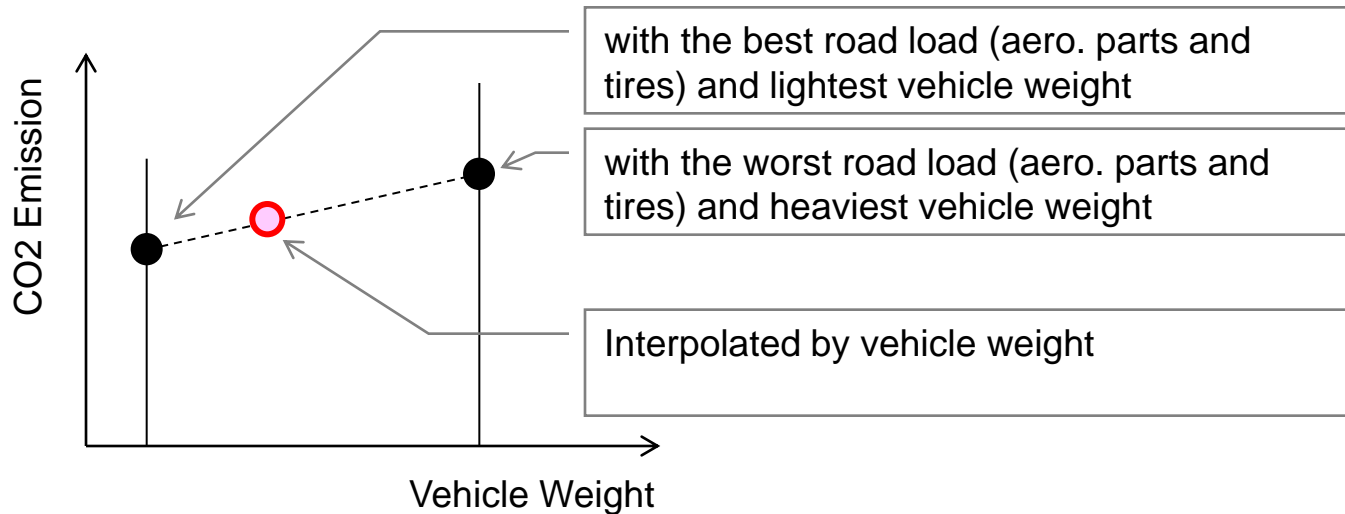 with the best road load (aero. parts and
tires) and lightest vehicle weight
with the worst road load (aero. parts and
tires) and heaviest vehicle weight
Interpolated by vehicle weight
CO2 Emission
Vehicle Weight